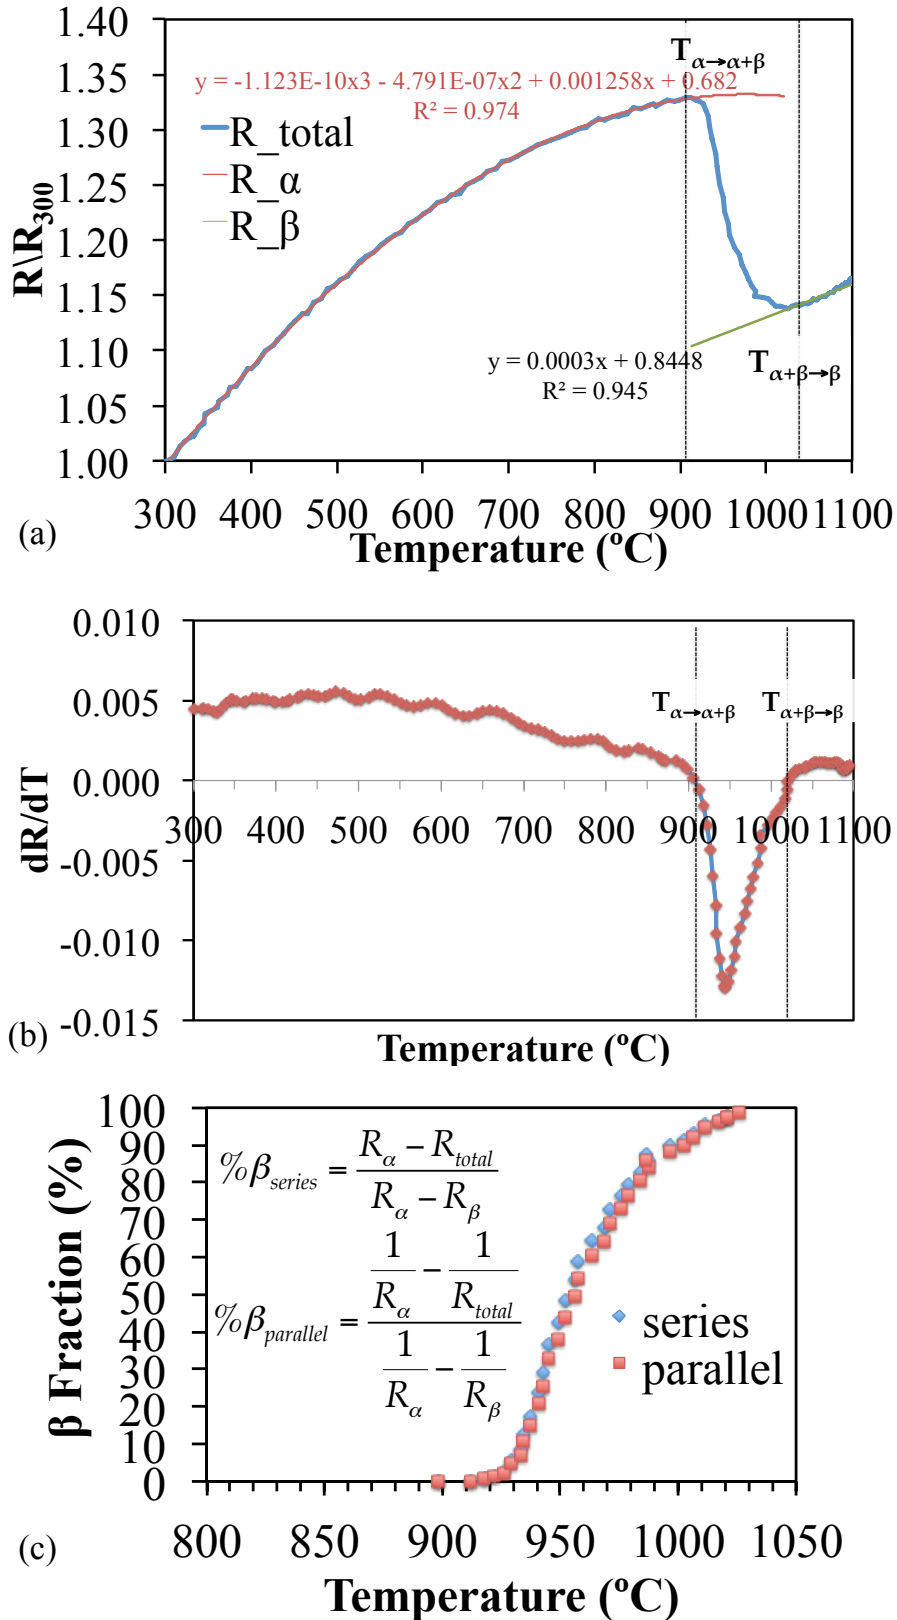 1.40
1.35
1.30
1.25
1.20
1.15
1.10
1.05
1.00
R\R300
Tα→α+β
y = -1.123E-10x3 - 4.791E-07x2 + 0.001258x + 0.682
R² = 0.974
R_total
R_α
R_β
y = 0.0003x + 0.8448
R² = 0.945
Tα+β→β
300 400 500 600 700 800 900 1000 1100
Temperature (ºC)
(a)
0.010
0.005
0.000
-0.005
-0.010
-0.015
dR/dT
Tα→α+β Tα+β→β
300 400 500 600 700 800 900 1000 1100
Temperature (ºC)
(b)
100
90
80
70
60
50
40
30
20
10
0
β Fraction (%)
%βseries = (Rα − Rtotal) / (Rα − Rβ)
%βparallel = (1/Rα − 1/Rtotal) / (1/Rα − 1/Rβ)
series
parallel
800 850 900 950 1000 1050
Temperature (ºC)
(c)